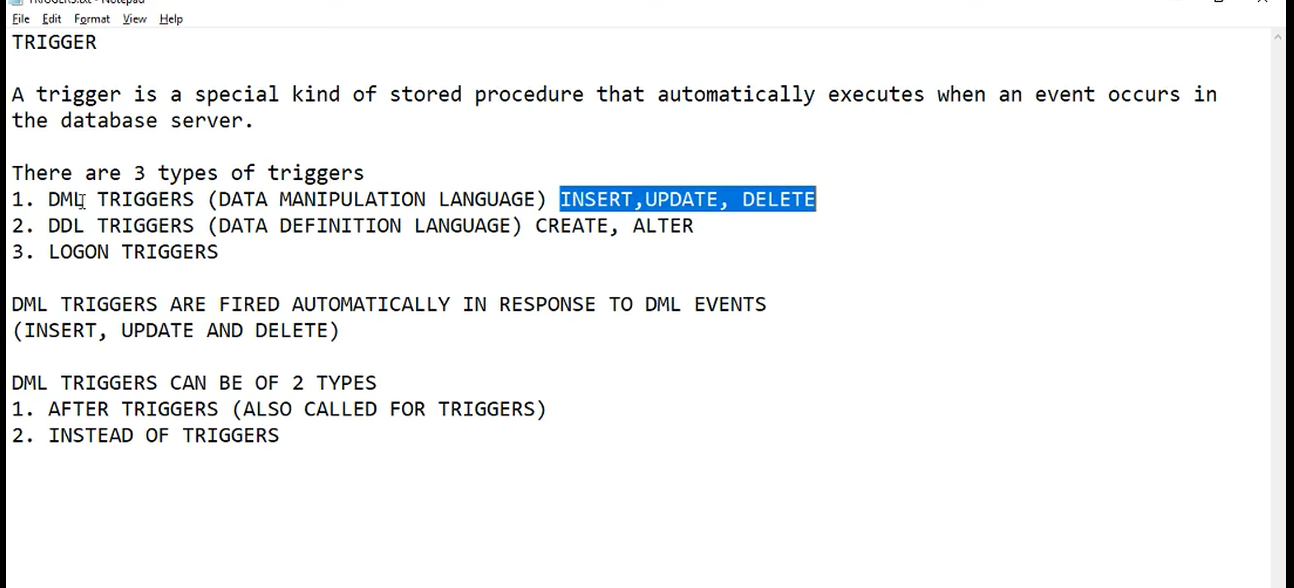 TRIGGERS.txt - Notepad
File Edit Format View Help
TRIGGER
A trigger is a special kind of stored procedure that automatically executes when an event occurs in
the database server.
There are 3 types of triggers
1. DML TRIGGERS (DATA MANIPULATION LANGUAGE) INSERT,UPDATE, DELETE
2. DDL TRIGGERS (DATA DEFINITION LANGUAGE) CREATE, ALTER
3. LOGON TRIGGERS
DML TRIGGERS ARE FIRED AUTOMATICALLY IN RESPONSE TO DML EVENTS
(INSERT, UPDATE AND DELETE)
DML TRIGGERS CAN BE OF 2 TYPES
1. AFTER TRIGGERS (ALSO CALLED FOR TRIGGERS)
2. INSTEAD OF TRIGGERS